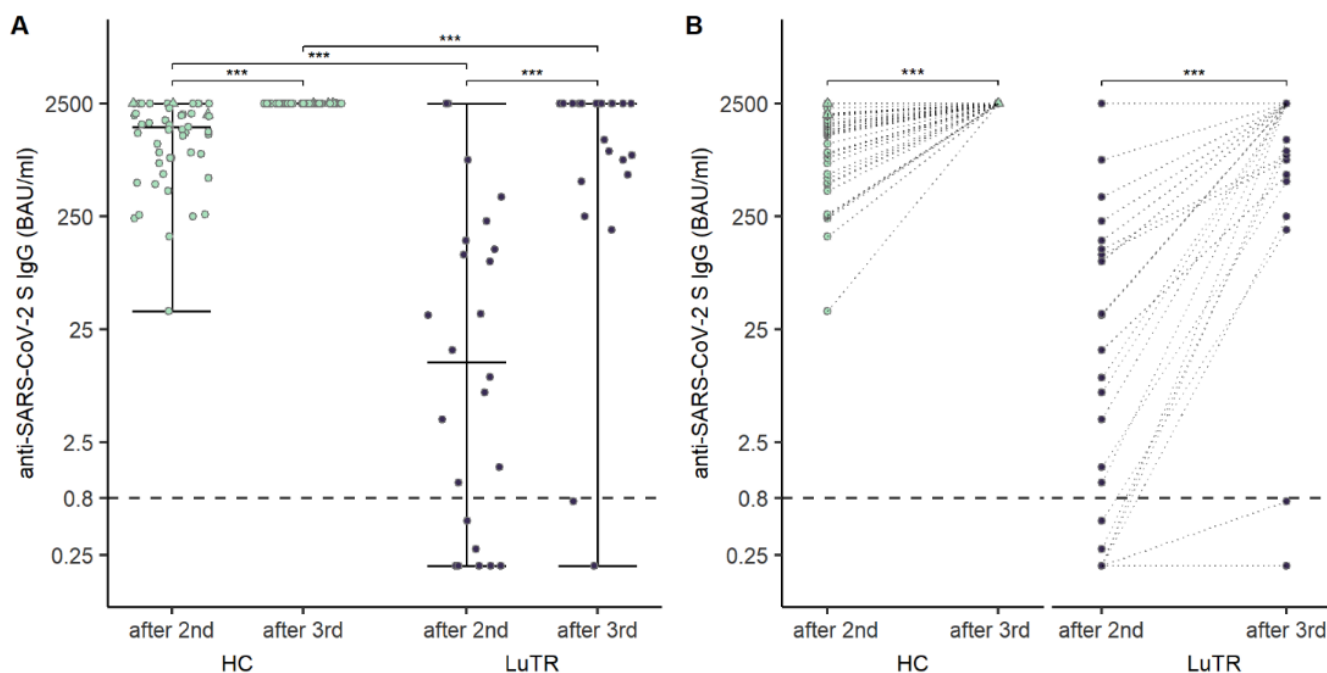 A
anti-SARS-CoV-2 S IgG (BAU/ml)
2500
250
25
2.5
0.8
0.25
***
***
***
***
after 2nd
after 3rd
after 2nd
after 3rd
HC
LuTR
B
anti-SARS-CoV-2 S IgG (BAU/ml)
2500
250
25
2.5
0.8
0.25
***
***
after 2nd
after 3rd
after 2nd
after 3rd
HC
LuTR